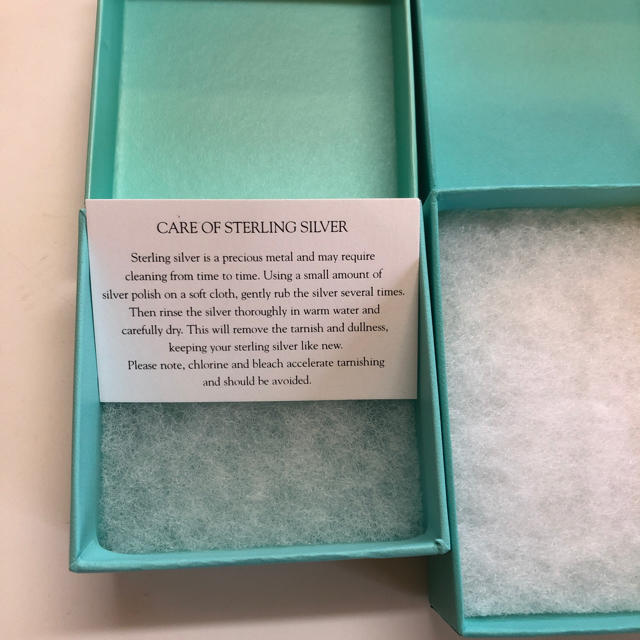 CARE OF STERLING SILVER
Sterling silver is a precious metal and may require
cleaning from time to time. Using a small amount of
silver polish on a soft cloth, gently rub the silver several times.
Then rinse the silver thoroughly in warm water and
carefully dry. This will remove the tarnish and dullness,
keeping your sterling silver like new.
Please note, chlorine and bleach accelerate tarnishing
and should be avoided.